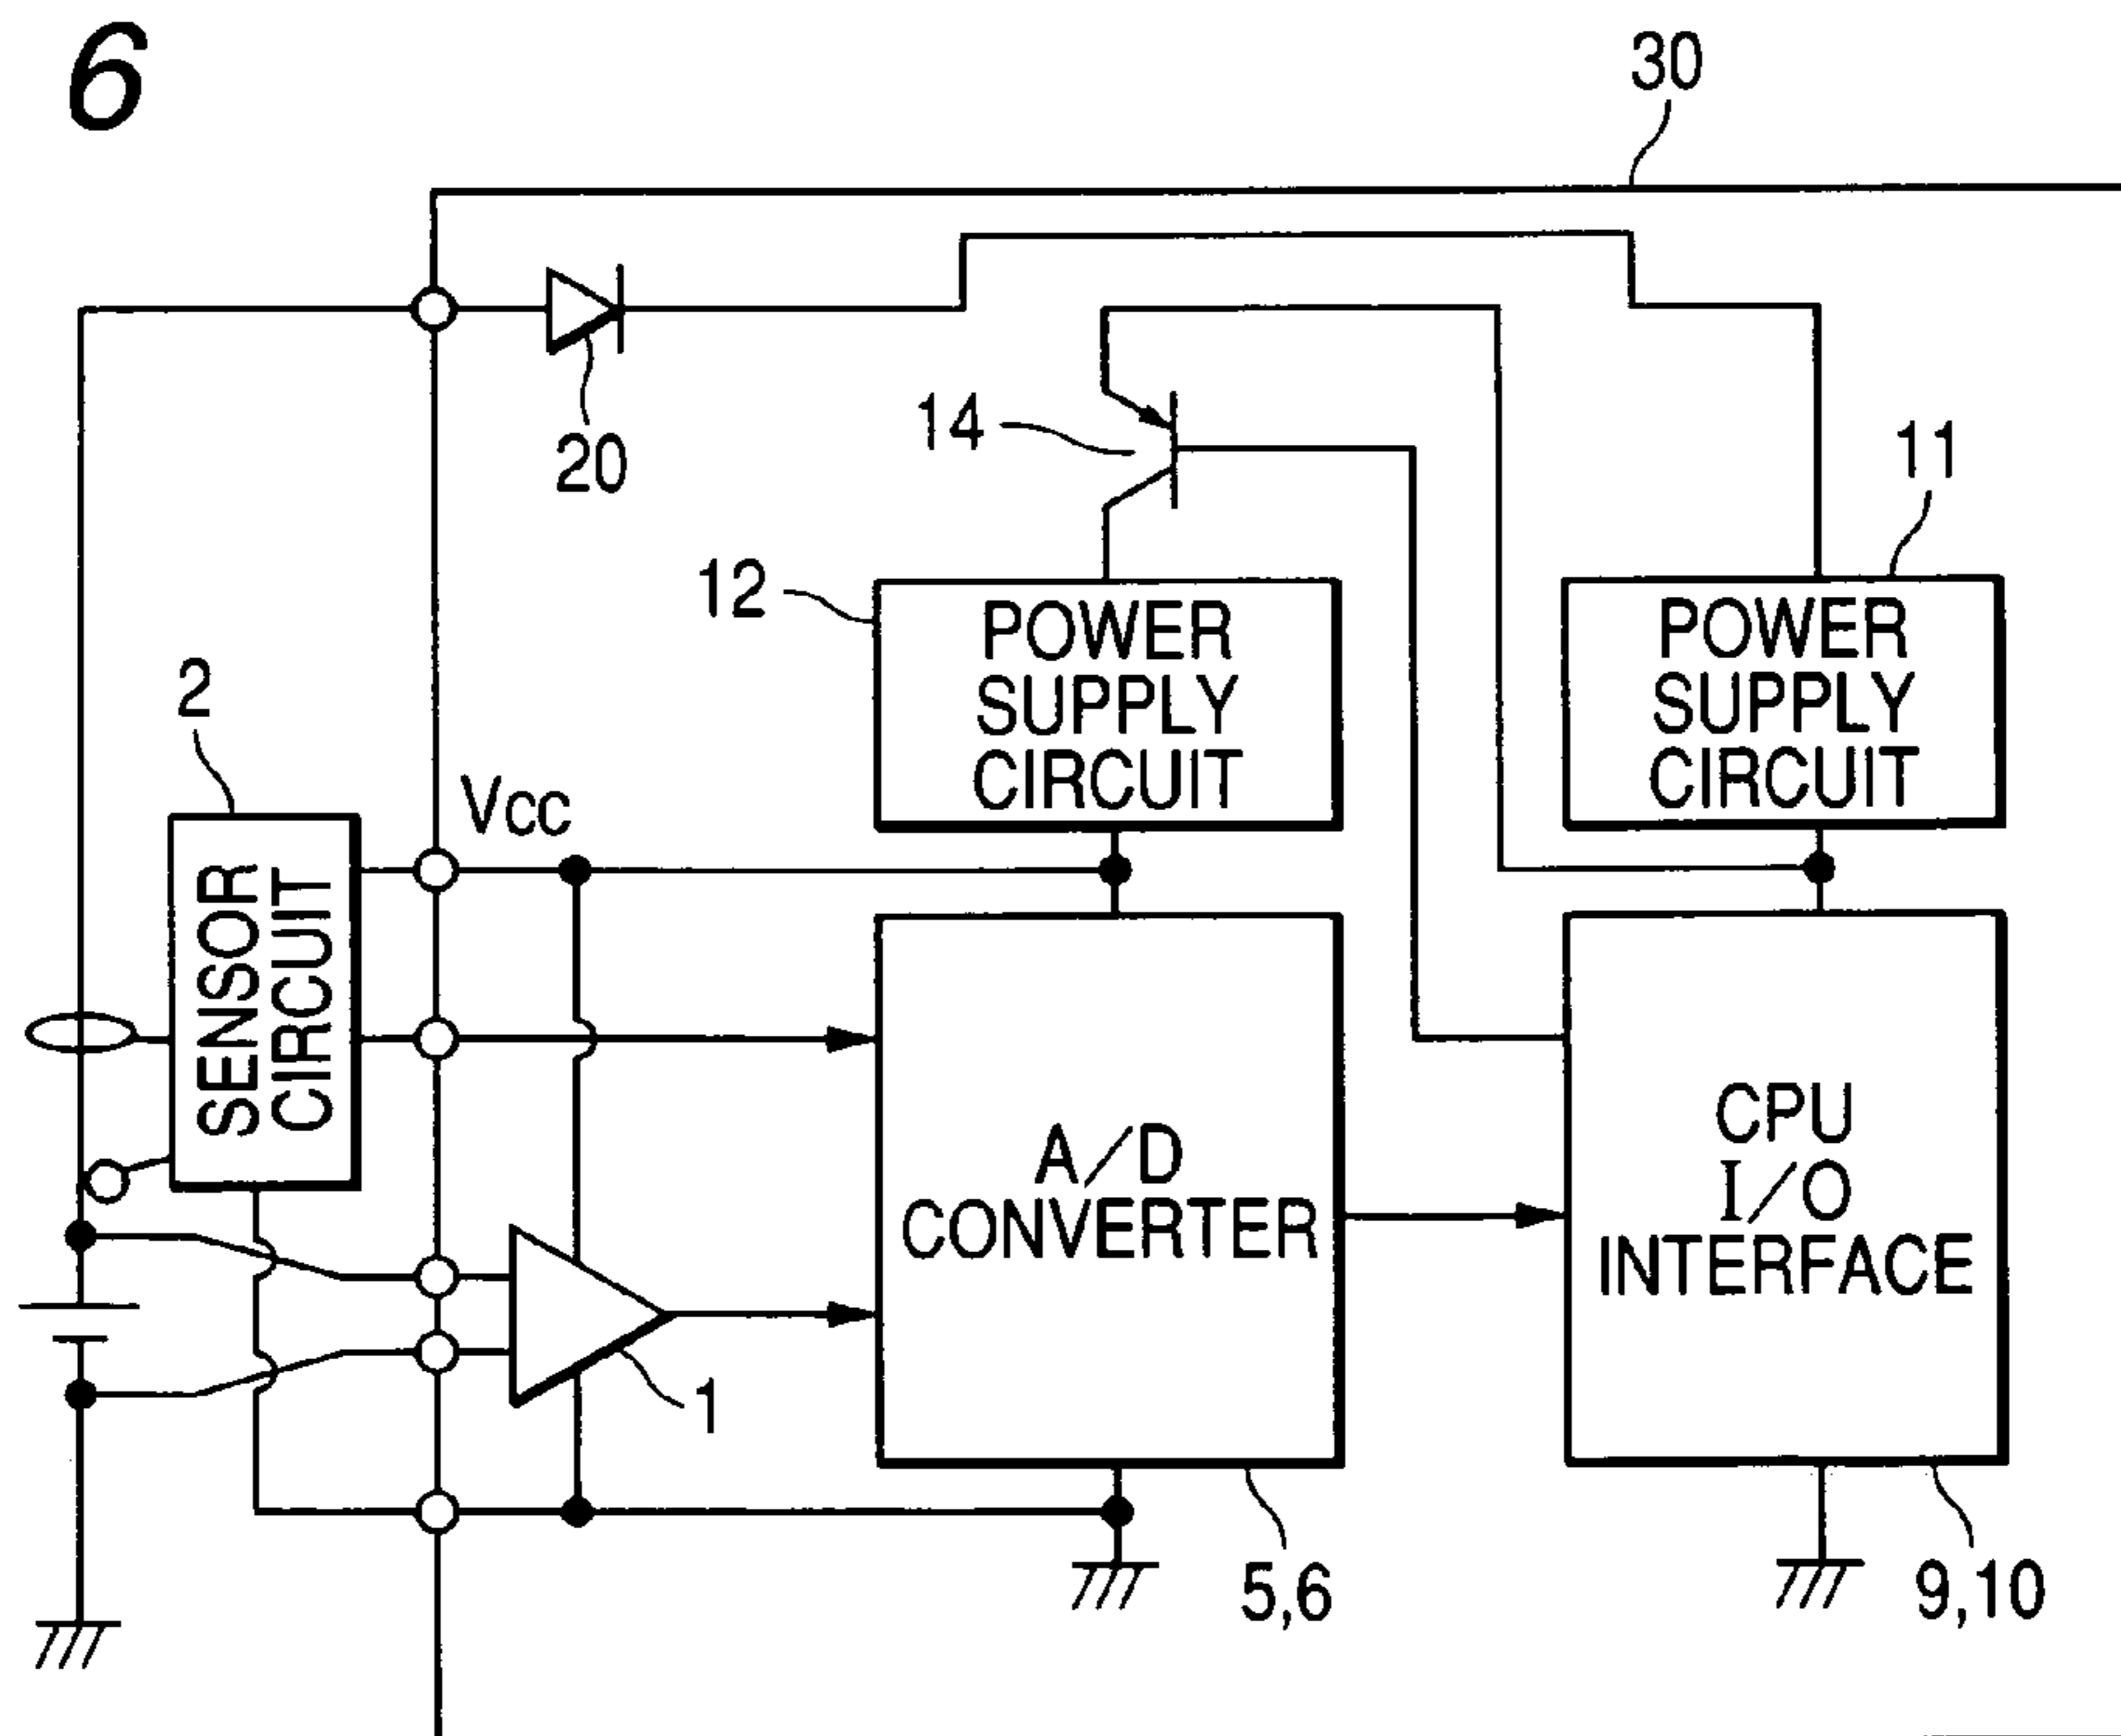 6
30
20
14
11
12
POWER
SUPPLY
CIRCUIT
POWER
SUPPLY
CIRCUIT
2
Vcc
SENSOR
CIRCUIT
A/D
CONVERTER
CPU
I/O
INTERFACE
1
5,6
9,10